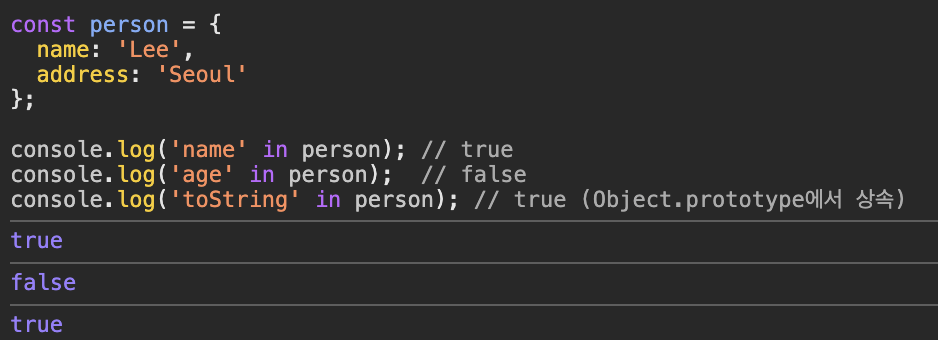 const person = {
  name: 'Lee',
  address: 'Seoul'
};
console.log('name' in person); // true
console.log('age' in person);  // false
console.log('toString' in person); // true (Object.prototype에서 상속)
true
false
true